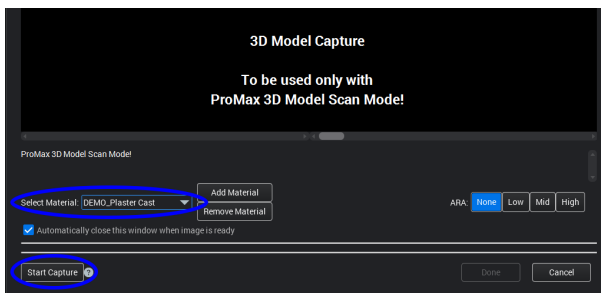 3D Model Capture
To be used only with
ProMax 3D Model Scan Mode!
ProMax 3D Model Scan Mode!
Add Material
Select Material: DEMO_Plaster Cast
Remove Material
ARA: None Low Mid High
Automatically close this window when image is ready
Start Capture ? Done Cancel